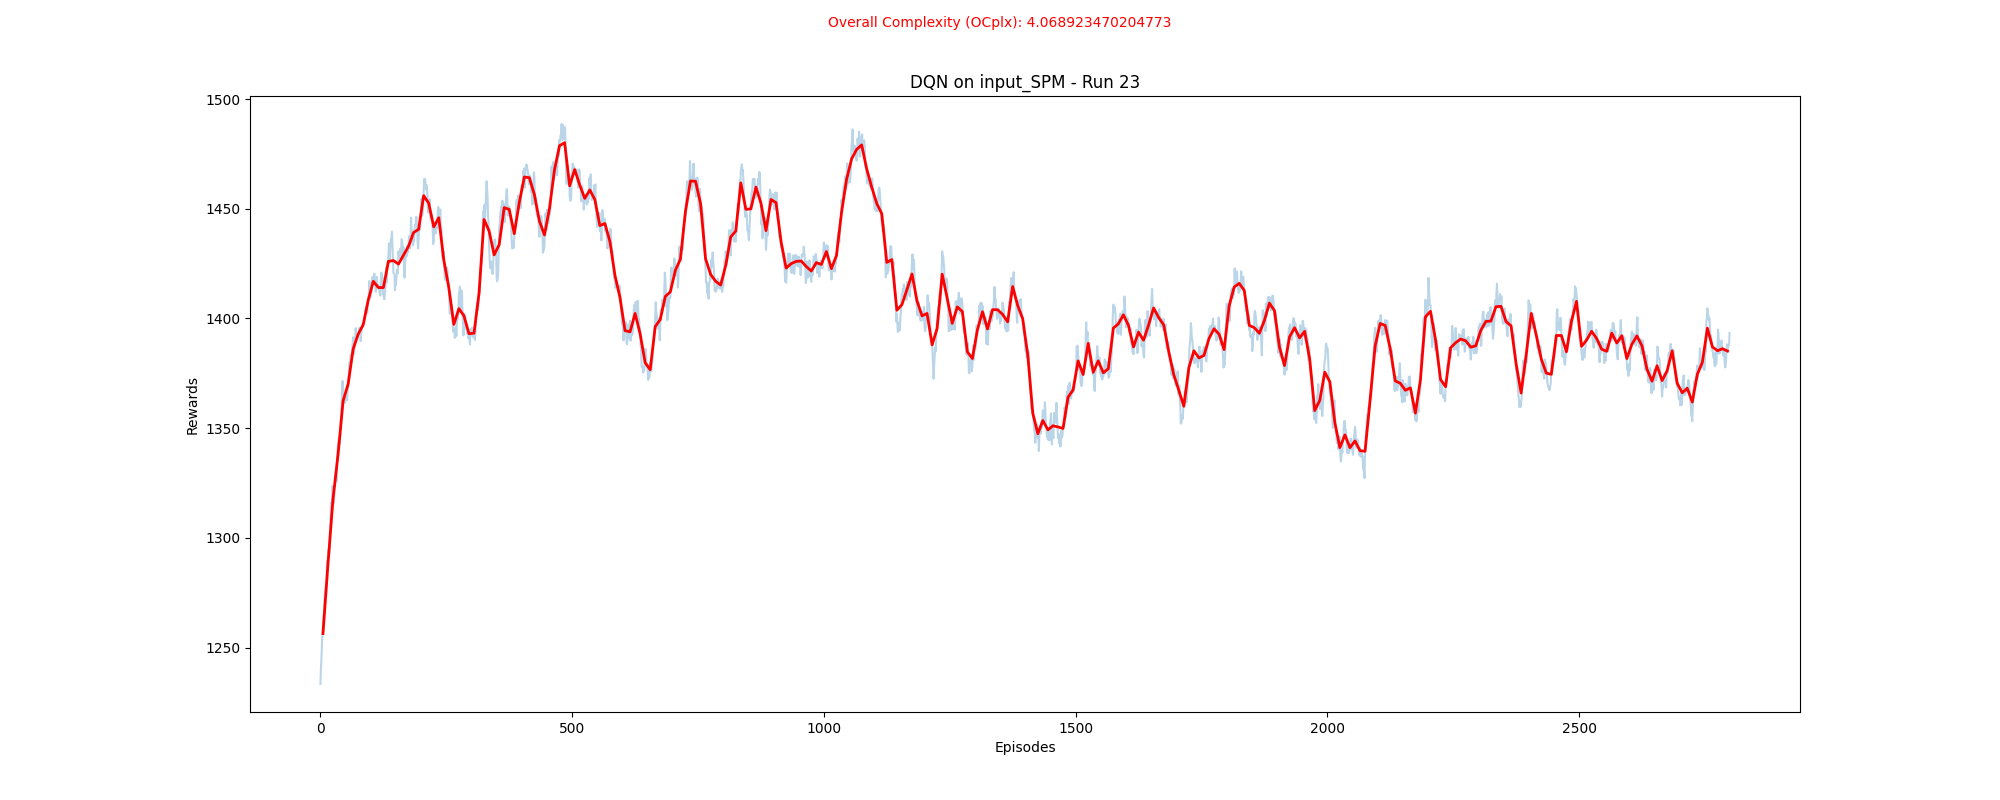 Overall Complexity (OCplx): 4.068923470204773
DQN on input_SPM - Run 23
1500
1450
1400
1350
1300
1250
Rewards
0 500 1000 1500 2000 2500
Episodes